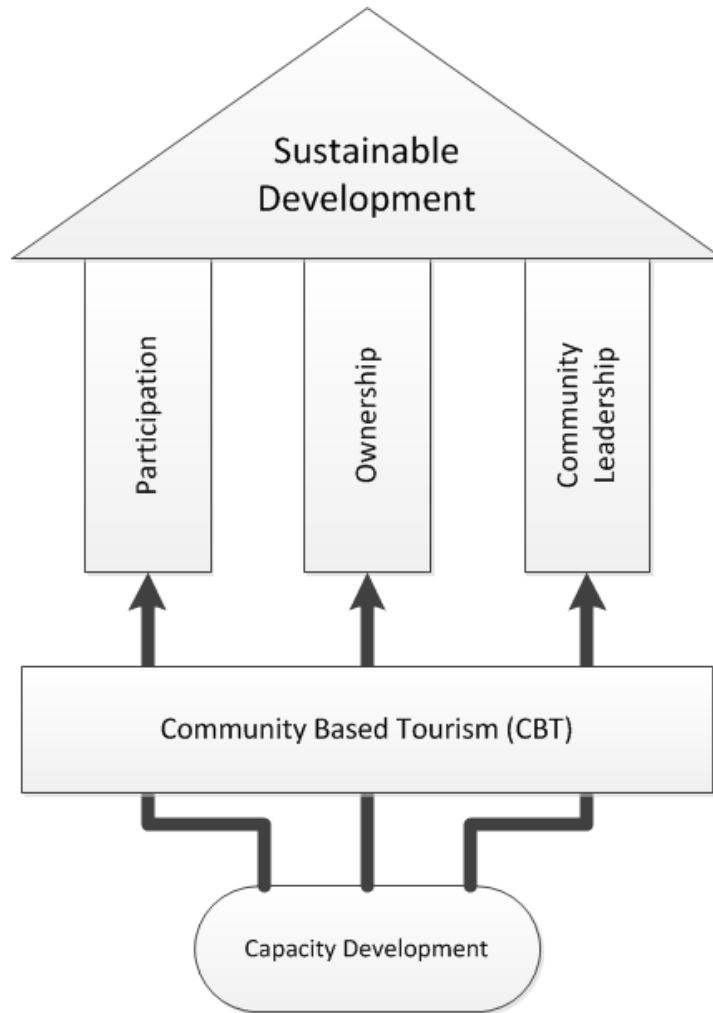 Sustainable
Development
Participation
Ownership
Community
Leadership
Community Based Tourism (CBT)
Capacity Development